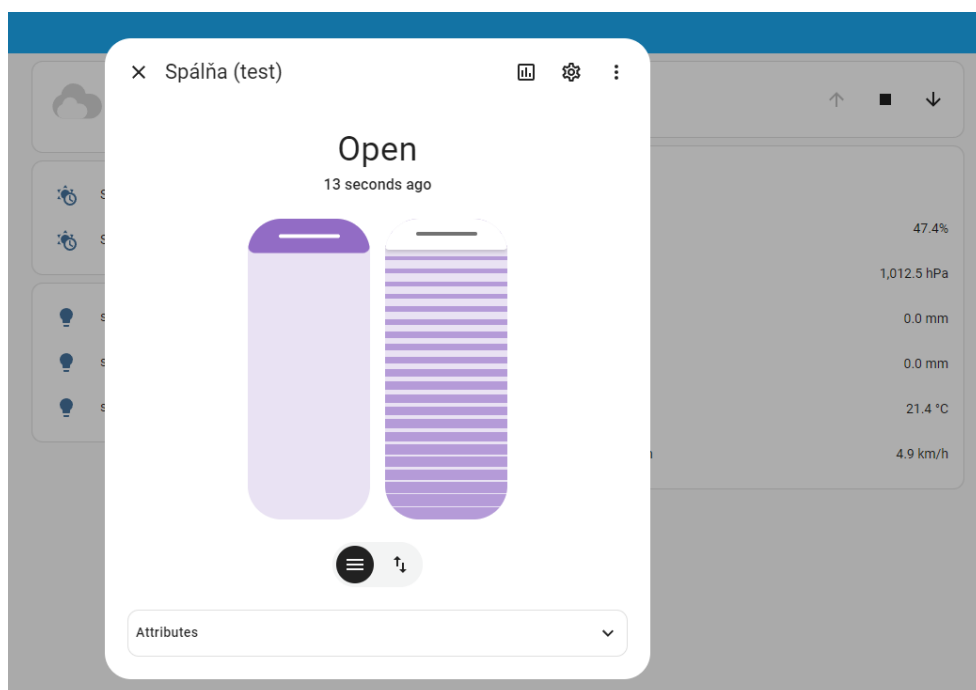 Spálňa (test)
Open
13 seconds ago
Attributes
47.4%
1,012.5 hPa
0.0 mm
0.0 mm
21.4 °C
4.9 km/h